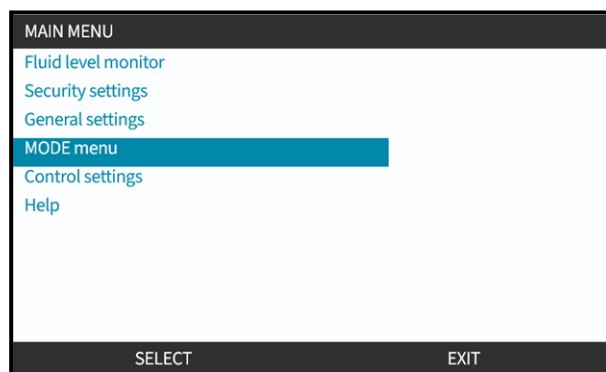 MAIN MENU
Fluid level monitor
Security settings
General settings
MODE menu
Control settings
Help
SELECT EXIT